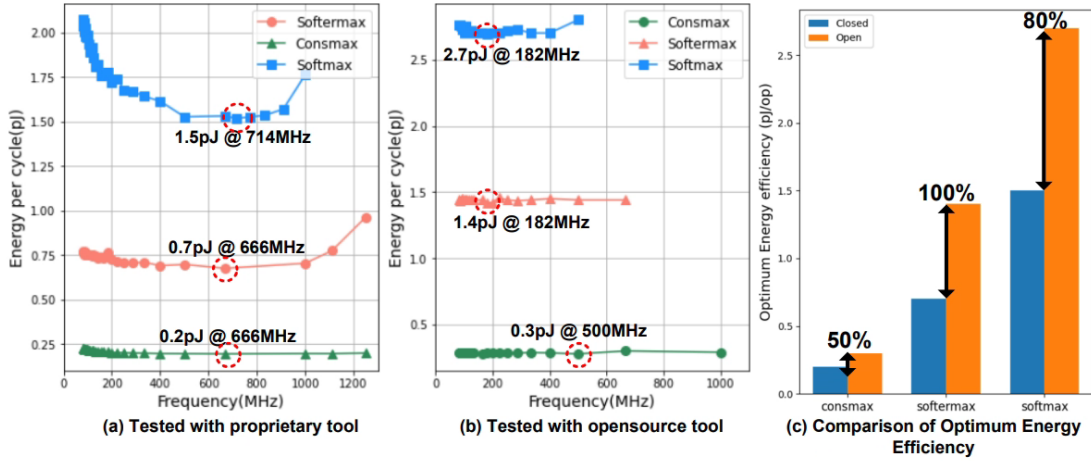 2.00
1.75
1.50
1.25
1.00
0.75
0.50
0.25
Energy per cycle(pJ)
Softermax
Consmax
Softmax
1.5pJ @ 714MHz
0.7pJ @ 666MHz
0.2pJ @ 666MHz
0 200 400 600 800 1000 1200
Frequency(MHz)
(a) Tested with proprietary tool
2.5
2.0
1.5
1.0
0.5
Energy per cycle(pJ)
Consmax
Softermax
Softmax
2.7pJ @ 182MHz
1.4pJ @ 182MHz
0.3pJ @ 500MHz
0 200 400 600 800 1000
Frequency(MHz)
(b) Tested with opensource tool
2.5
2.0
1.5
1.0
0.5
0.0
Optimum Energy efficiency (pJ/op)
Closed
Open
50%
100%
80%
consmax softermax softmax
(c) Comparison of Optimum Energy
Efficiency